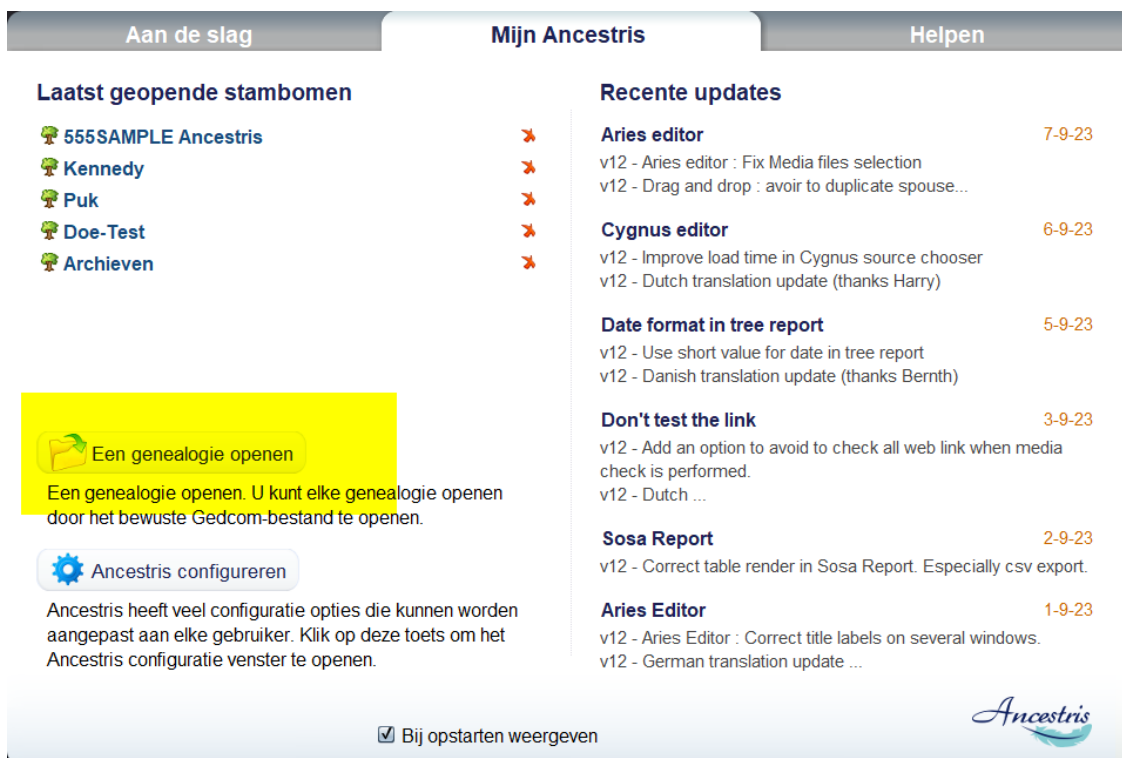 Aan de slag
Mijn Ancestris
Helpen
Laatst geopende stambomen
555SAMPLE Ancestris
Kennedy
Puk
Doe-Test
Archieven
Een genealogie openen
Een genealogie openen. U kunt elke genealogie openen
door het bewuste Gedcom-bestand te openen.
Ancestris configureren
Ancestris heeft veel configuratie opties die kunnen worden
aangepast aan elke gebruiker. Klik op deze toets om het
Ancestris configuratie venster te openen.
Recente updates
Aries editor 7-9-23
v12 - Aries editor : Fix Media files selection
v12 - Drag and drop : avoir to duplicate spouse...
Cygnus editor 6-9-23
v12 - Improve load time in Cygnus source chooser
v12 - Dutch translation update (thanks Harry)
Date format in tree report 5-9-23
v12 - Use short value for date in tree report
v12 - Danish translation update (thanks Bernth)
Don't test the link 3-9-23
v12 - Add an option to avoid to check all web link when media
check is performed.
v12 - Dutch ...
Sosa Report 2-9-23
v12 - Correct table render in Sosa Report. Especially csv export.
Aries Editor 1-9-23
v12 - Aries Editor : Correct title labels on several windows.
v12 - German translation update ...
Bij opstarten weergeven
Ancestris